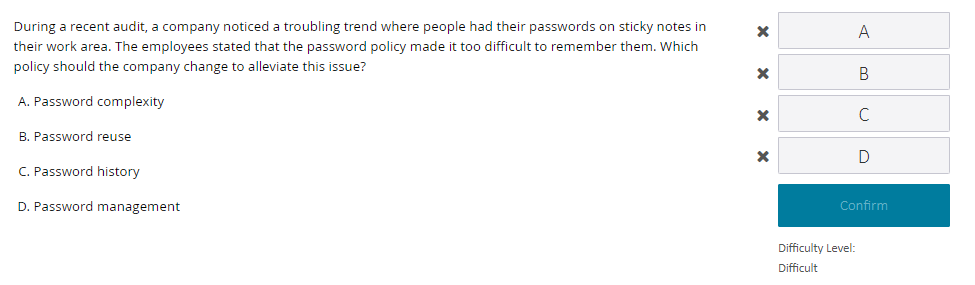 During a recent audit, a company noticed a troubling trend where people had their passwords on sticky notes in
their work area. The employees stated that the password policy made it too difficult to remember them. Which
policy should the company change to alleviate this issue?
A. Password complexity
B. Password reuse
C. Password history
D. Password management
A
B
C
D
Confirm
Difficulty Level:
Difficult